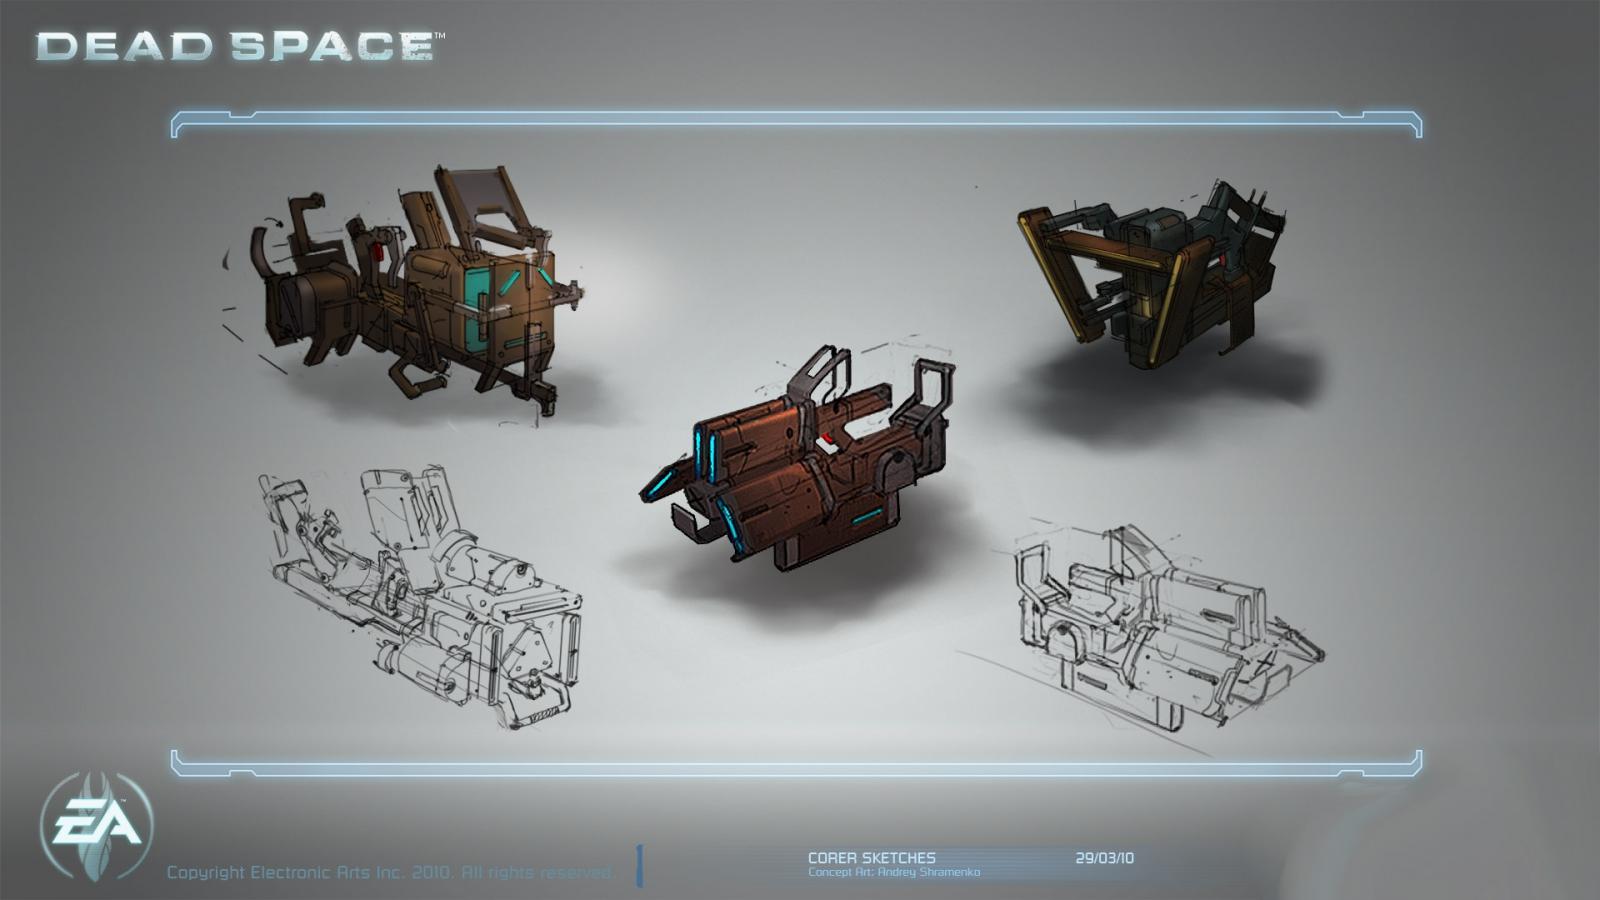 DEAD SPACE™
EA™
Copyright Electronic Arts Inc. 2010. All rights reserved.
CORER SKETCHES
29/03/10
Concept Art: Andrey Shramenko